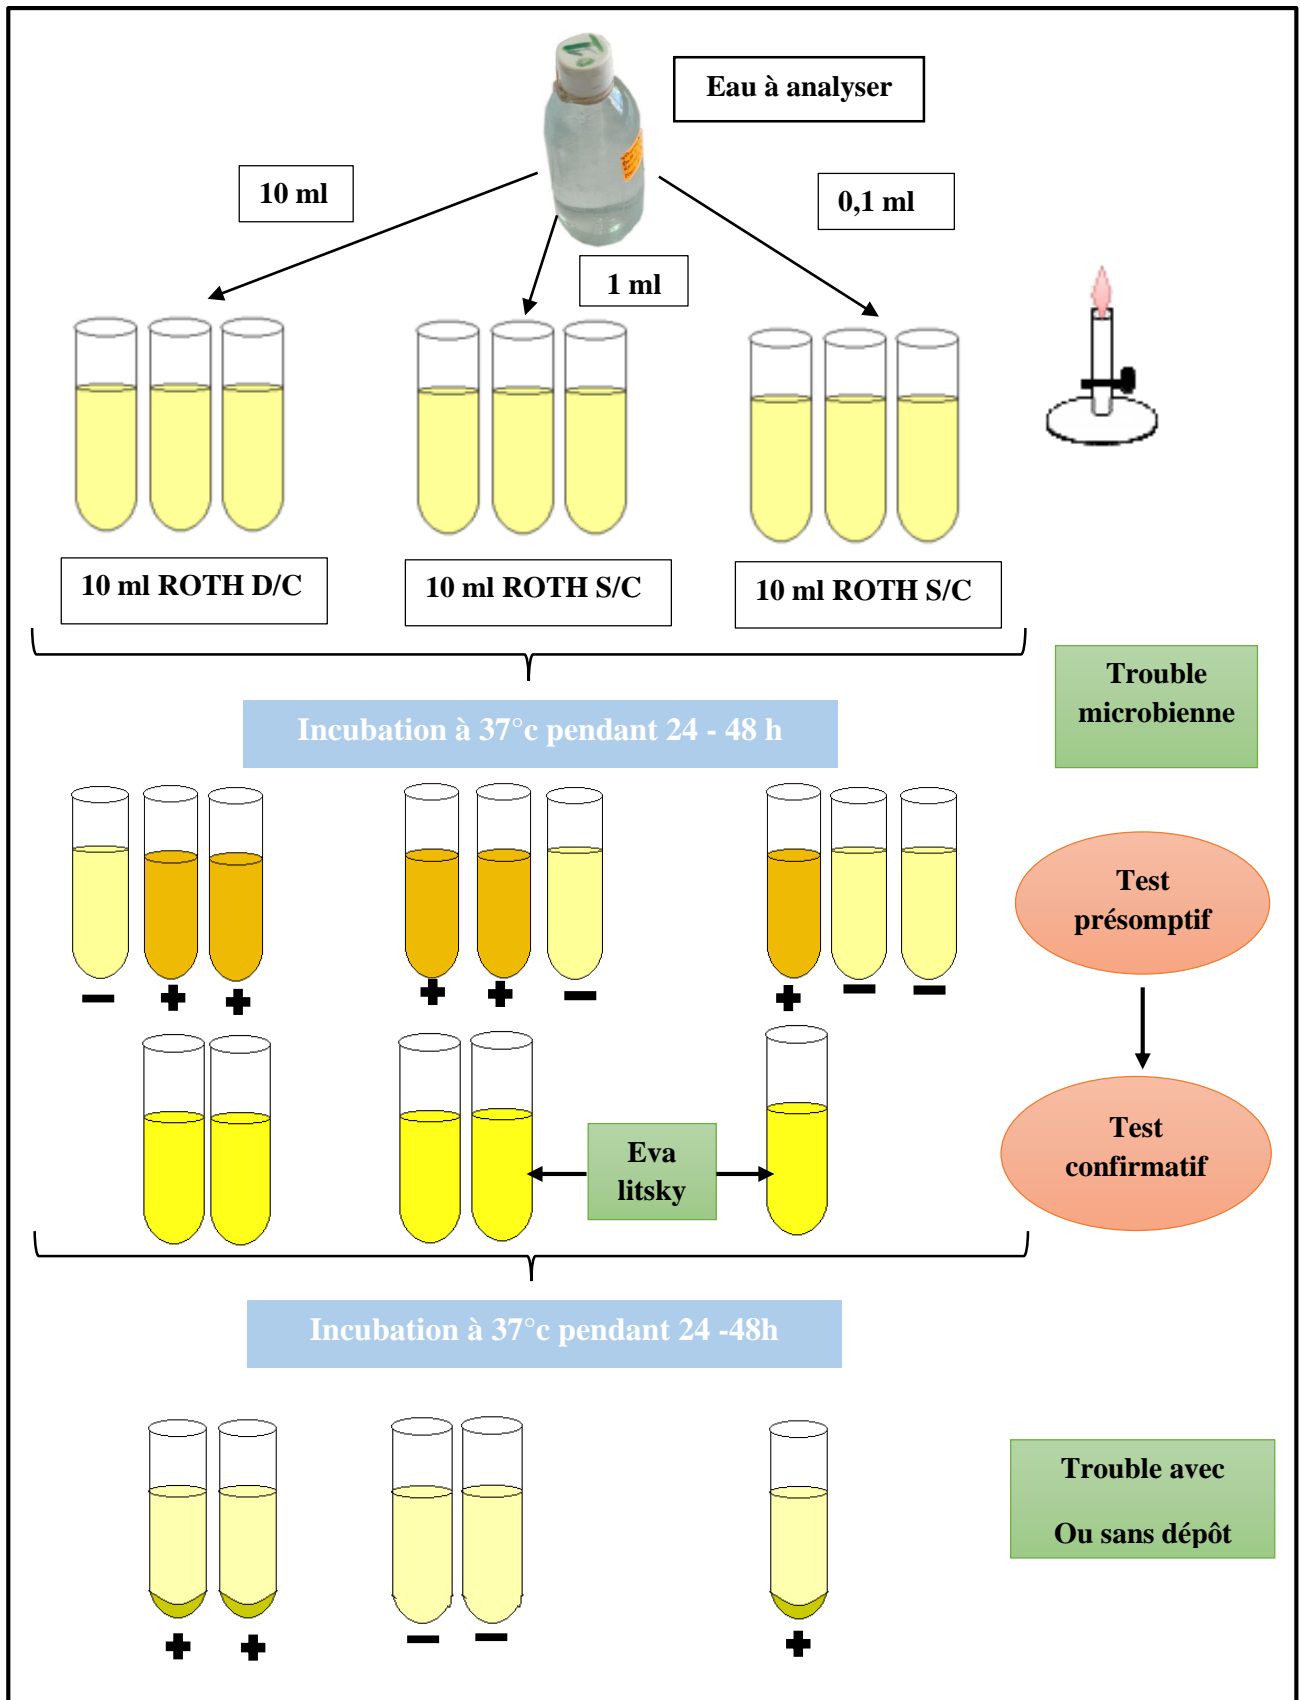 Eau à analyser
10 ml
0,1 ml
1 ml
10 ml ROTH D/C
10 ml ROTH S/C
10 ml ROTH S/C
Trouble
microbienne
Incubation à 37°c pendant 24 - 48 h
Test
présomptif
Eva
litsky
Test
confirmatif
Incubation à 37°c pendant 24 -48h
Trouble avec
Ou sans dépôt